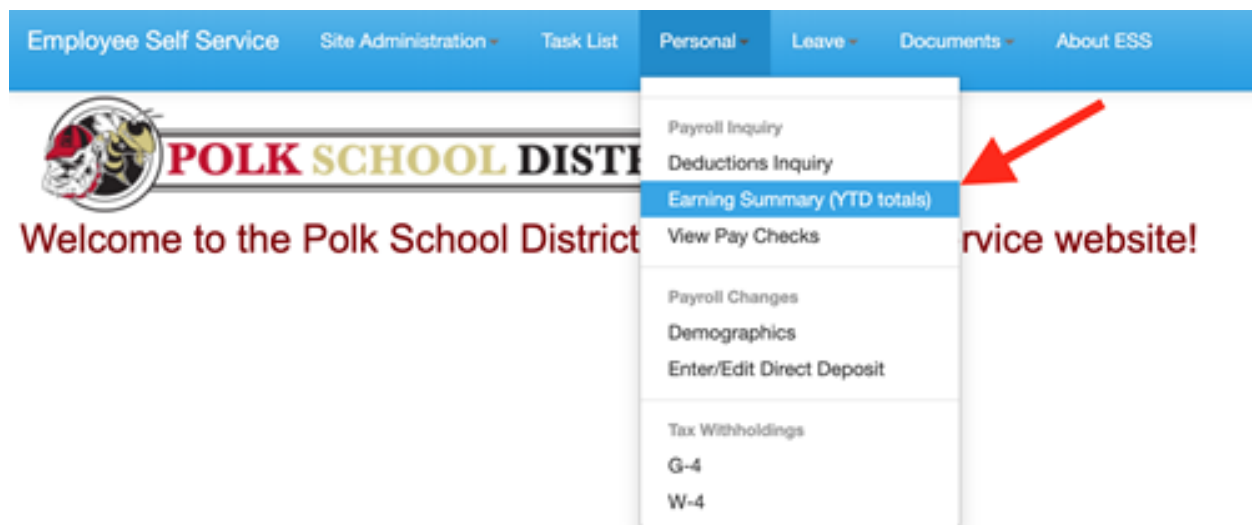 Employee Self Service Site Administration Task List Personal Leave Documents About ESS
POLK SCHOOL DIST
Welcome to the Polk School District rvice website!
Payroll Inquiry
Deductions Inquiry
Earning Summary (YTD totals)
View Pay Checks
Payroll Changes
Demographics
Enter/Edit Direct Deposit
Tax Withholdings
G-4
W-4